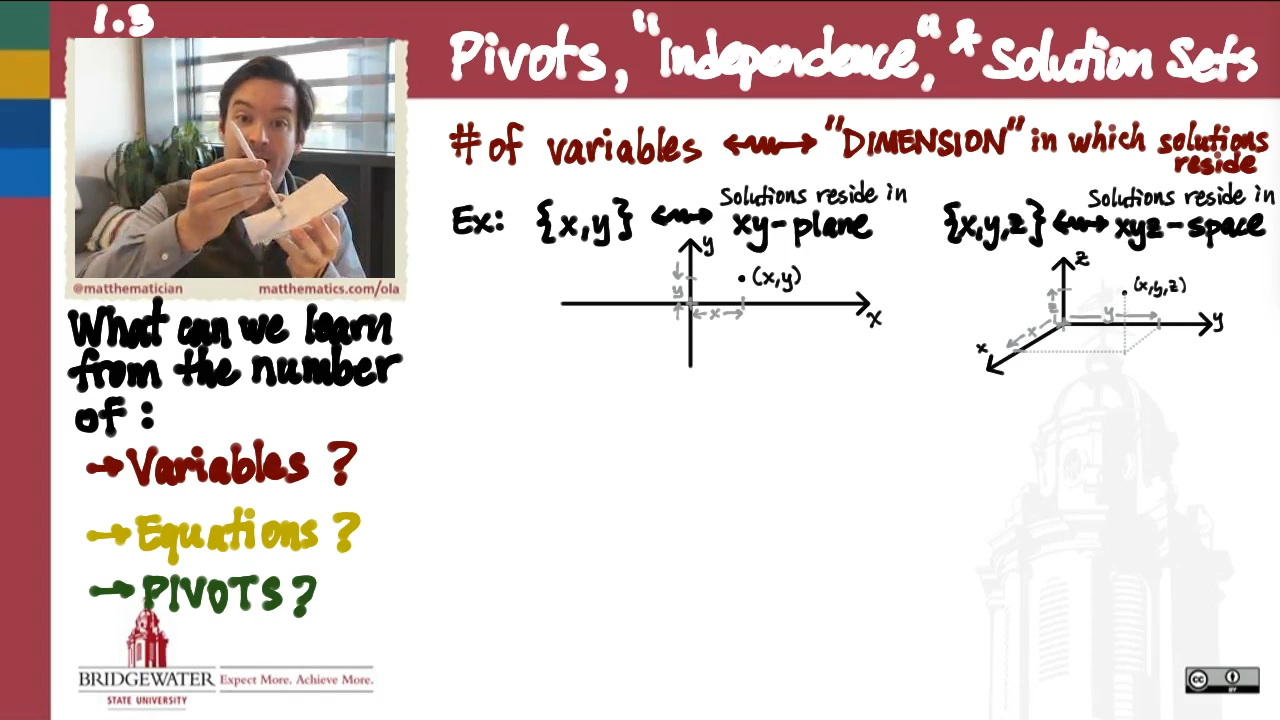 1.3
Pivots, "Independence," & Solution Sets
@matthematician matthematics.com/ola
What can we learn
from the number
of:
→ Variables?
→ Equations?
→ PIVOTS?
BRIDGEWATER
STATE UNIVERSITY
Expect More. Achieve More.
# of variables ↔ "DIMENSION" in which solutions
reside
Ex: {x,y} ↔ Solutions reside in
xy-plane
y
(x,y)
y
x
x
{x,y,z} ↔ Solutions reside in
xyz-space
z
(x,y,z)
z
y
x
y
x
cc
BY